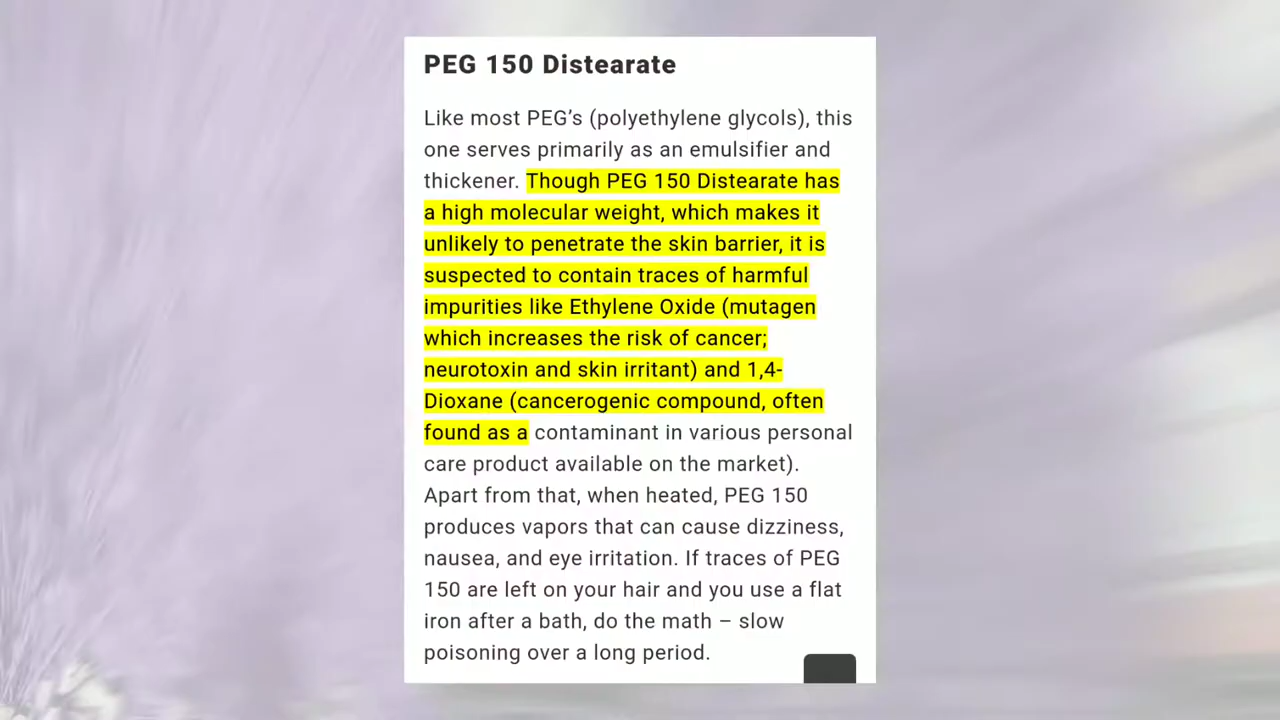 PEG 150 Distearate
Like most PEG’s (polyethylene glycols), this
one serves primarily as an emulsifier and
thickener. Though PEG 150 Distearate has
a high molecular weight, which makes it
unlikely to penetrate the skin barrier, it is
suspected to contain traces of harmful
impurities like Ethylene Oxide (mutagen
which increases the risk of cancer;
neurotoxin and skin irritant) and 1,4-
Dioxane (cancerogenic compound, often
found as a contaminant in various personal
care product available on the market).
Apart from that, when heated, PEG 150
produces vapors that can cause dizziness,
nausea, and eye irritation. If traces of PEG
150 are left on your hair and you use a flat
iron after a bath, do the math – slow
poisoning over a long period.